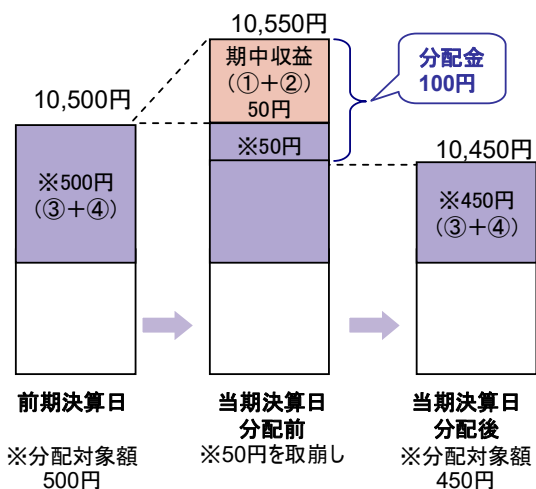 10,550円
期中収益
(①+②)
50円
分配金
100円
10,500円
※50円
10,450円
※500円
(③+④)
※450円
(③+④)
前期決算日
当期決算日
分配前
当期決算日
分配後
※分配対象額
500円
※50円を取崩し
※分配対象額
450円